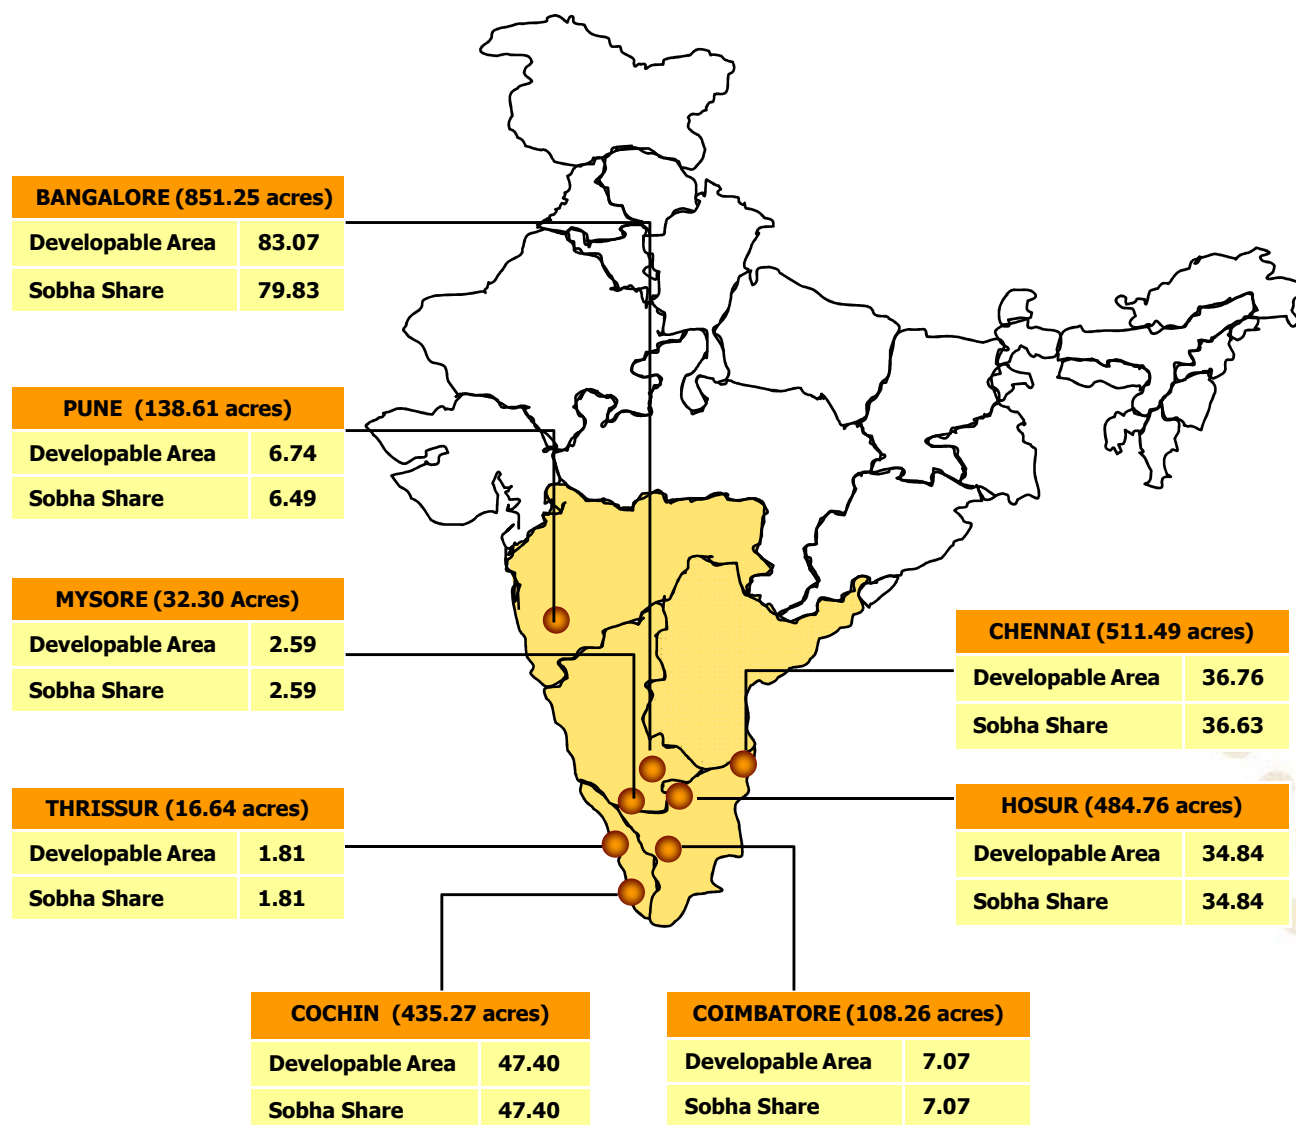 BANGALORE (851.25 acres)
Developable Area 83.07
Sobha Share 79.83
PUNE (138.61 acres)
Developable Area 6.74
Sobha Share 6.49
MYSORE (32.30 Acres)
Developable Area 2.59
Sobha Share 2.59
THRISSUR (16.64 acres)
Developable Area 1.81
Sobha Share 1.81
CHENNAI (511.49 acres)
Developable Area 36.76
Sobha Share 36.63
HOSUR (484.76 acres)
Developable Area 34.84
Sobha Share 34.84
COCHIN (435.27 acres)
Developable Area 47.40
Sobha Share 47.40
COIMBATORE (108.26 acres)
Developable Area 7.07
Sobha Share 7.07